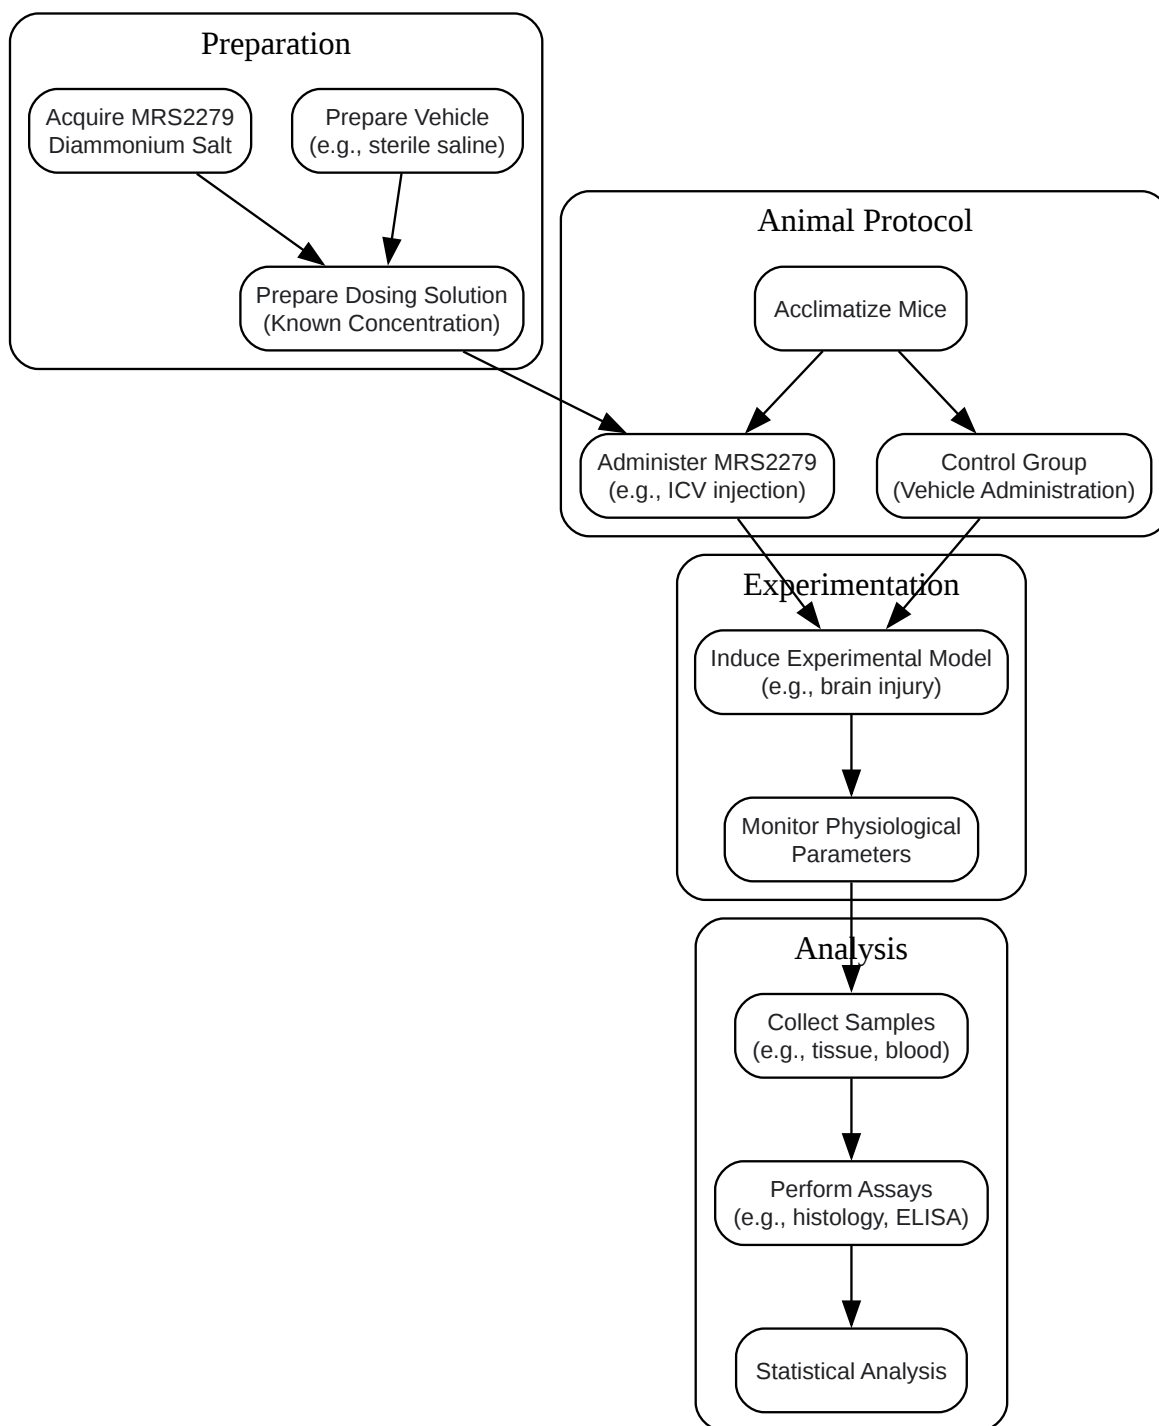 Preparation
Acquire MRS2279
Diammonium Salt
Prepare Vehicle
(e.g., sterile saline)
Prepare Dosing Solution
(Known Concentration)
Animal Protocol
Acclimatize Mice
Administer MRS2279
(e.g., ICV injection)
Control Group
(Vehicle Administration)
Experimentation
Induce Experimental Model
(e.g., brain injury)
Monitor Physiological
Parameters
Analysis
Collect Samples
(e.g., tissue, blood)
Perform Assays
(e.g., histology, ELISA)
Statistical Analysis